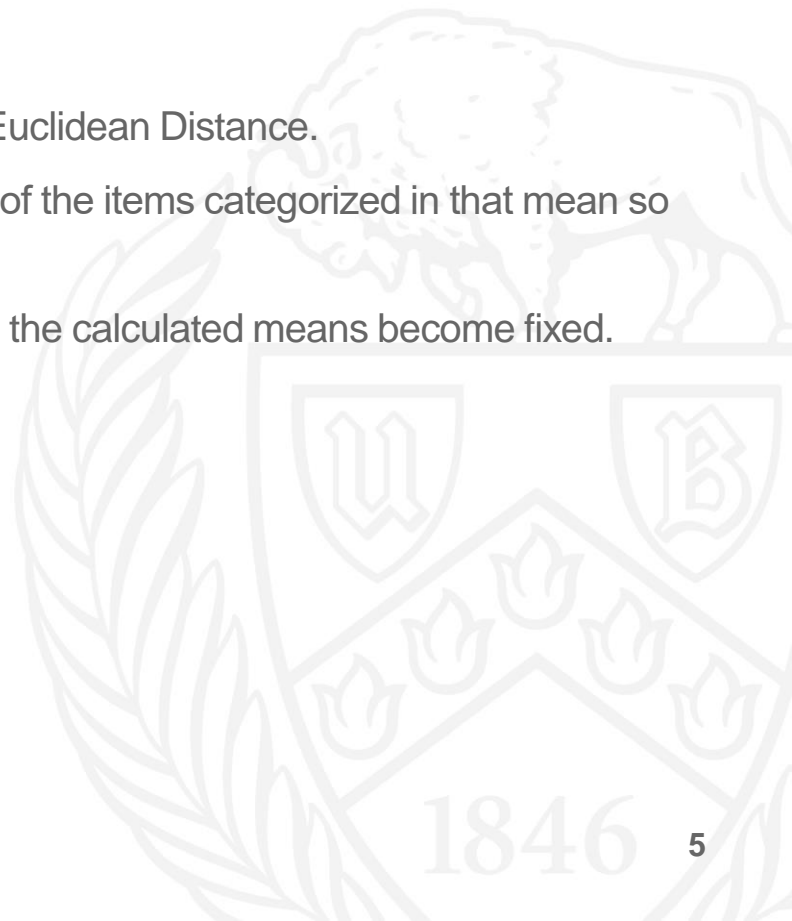 Euclidean Distance.
of the items categorized in that mean so
the calculated means become fixed.
U B
1846
5